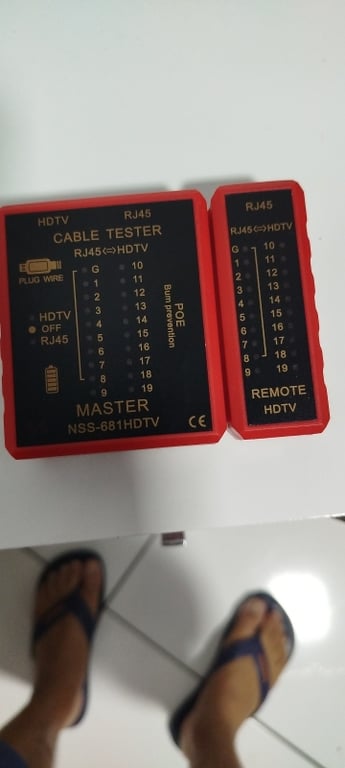 HDTV RJ45
CABLE TESTER
RJ45⇔HDTV
PLUG WIRE
G 10
1 11
2 12
3 13
4 14
5 15
6 16
7 17
8 18
9 19
POE
Bum prevention
HDTV
OFF
RJ45
MASTER
NSS-681HDTV
CE
RJ45
RJ45⇔HDTV
G 10
1 11
2 12
3 13
4 14
5 15
6 16
7 17
8 18
9 19
REMOTE
HDTV